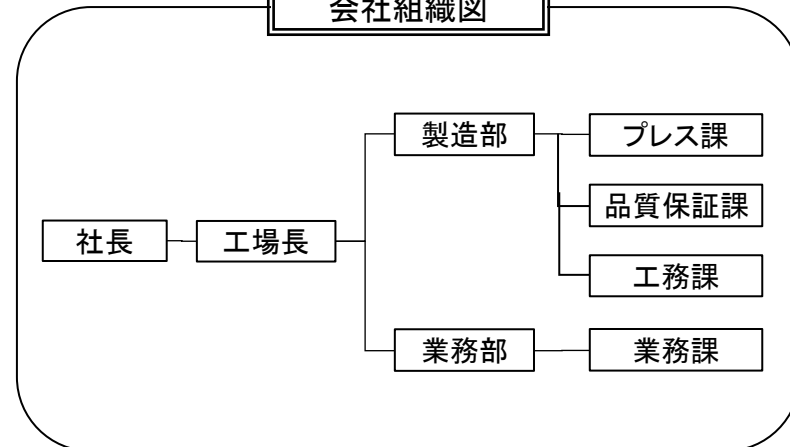 会社組織図
製造部
プレス課
品質保証課
社長
工場長
工務課
業務部
業務課